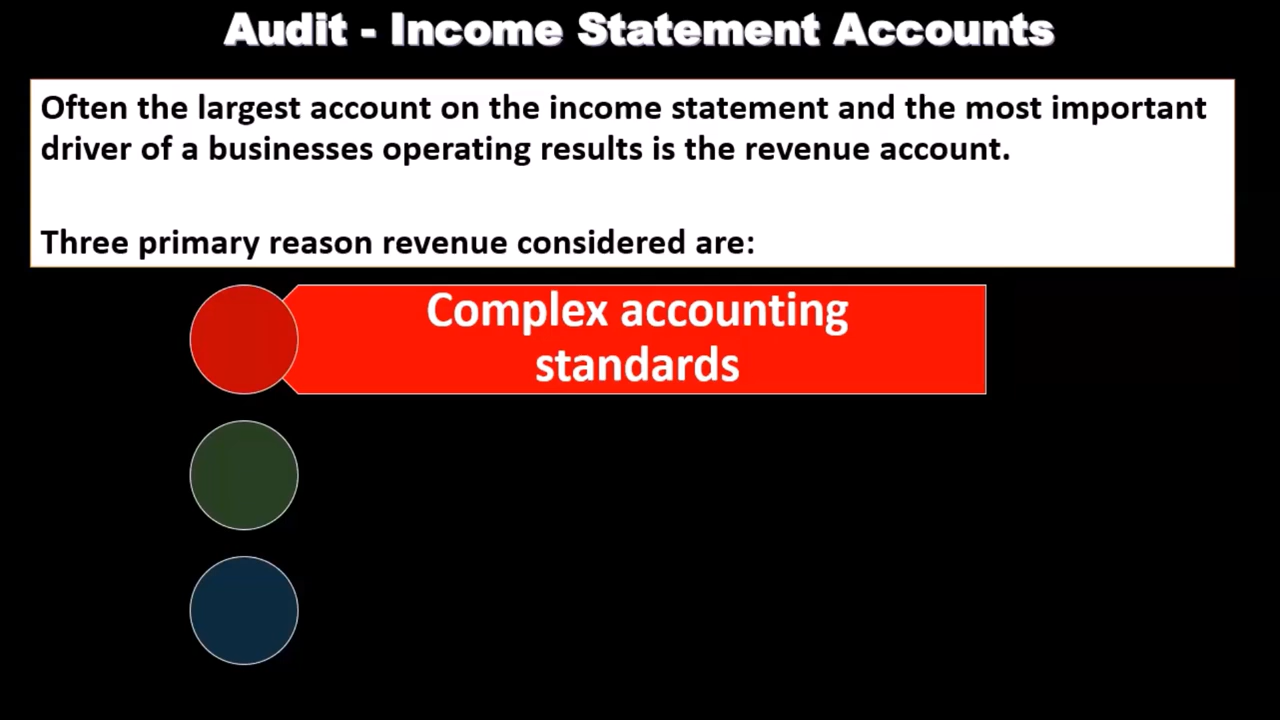 Audit - Income Statement Accounts
Often the largest account on the income statement and the most important
driver of a businesses operating results is the revenue account.
Three primary reason revenue considered are:
Complex accounting
standards